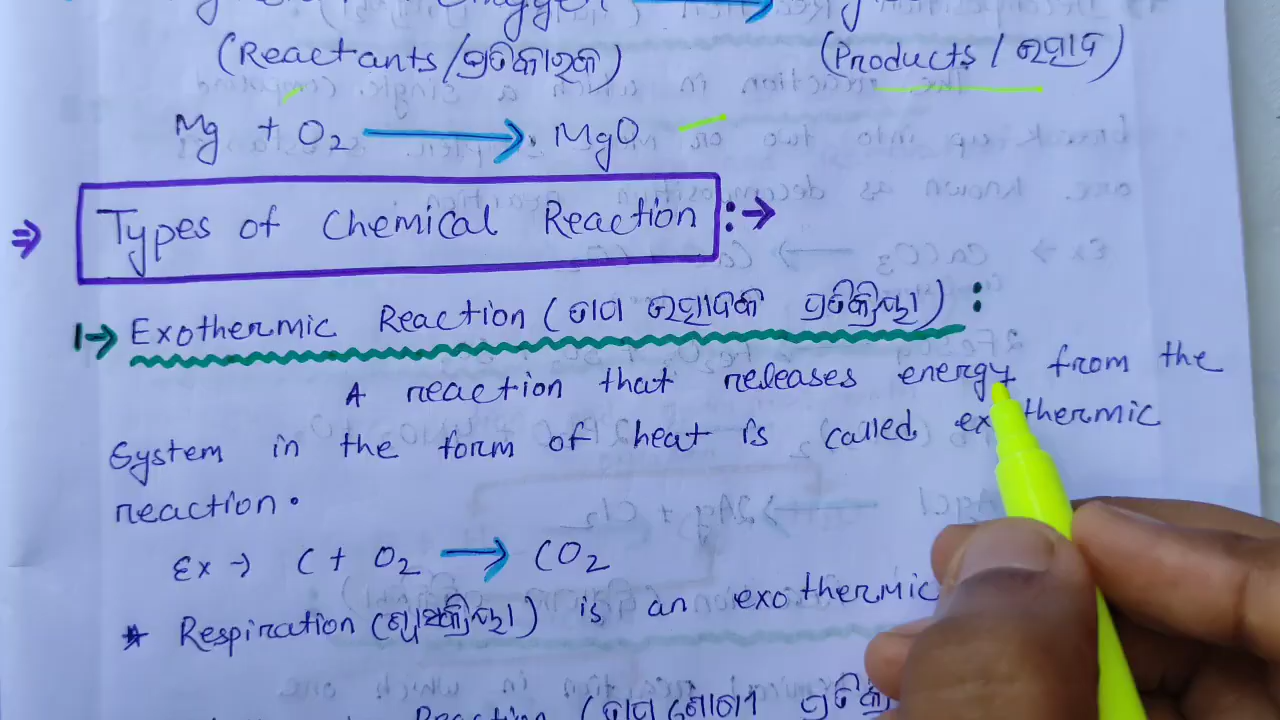 (Reactants/ପ୍ରତିକାରକ) (Products/ଉତ୍ପାଦ)
Mg + O₂ ⟶ MgO
⇒ Types of Chemical Reaction :→
1→ Exothermic Reaction (ତାପ ଉତ୍ପାଦକ ପ୍ରତିକ୍ରିୟା) :
A reaction that releases energy from the
System in the form of heat is called exothermic
reaction.
Ex → C + O₂ ⟶ CO₂
* Respiration (ଶ୍ୱାସକ୍ରିୟା) is an exothermic
Reaction (ତାପ ଶୋଷୀ